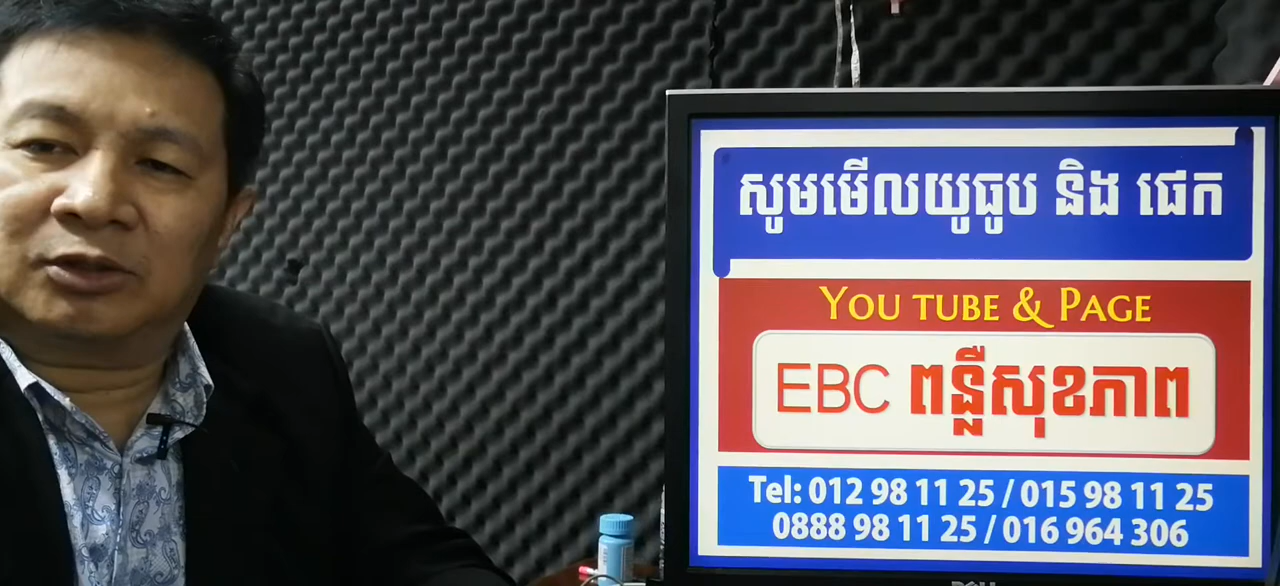 សូមមើលយូធូប និង ផេក
YOU TUBE & PAGE
EBC ពន្លឺសុខភាព
Tel: 012 98 11 25 / 015 98 11 25
0888 98 11 25 / 016 964 306